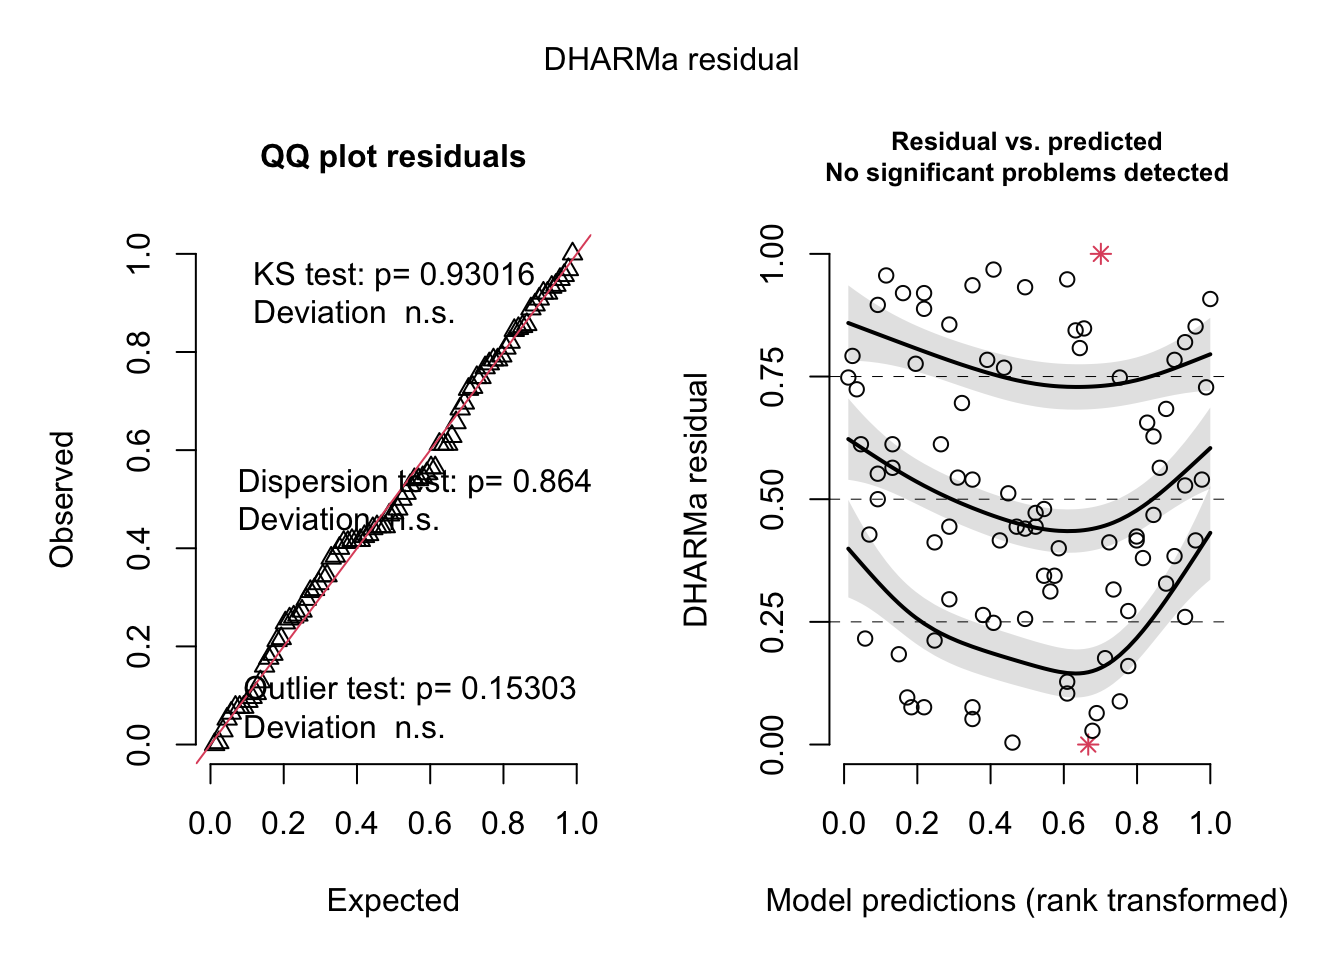 DHARMa residual
QQ plot residuals
KS test: p= 0.93016
Deviation  n.s.
Dispersion test: p= 0.864
Deviation  n.s.
Outlier test: p= 0.15303
Deviation  n.s.
Observed
0.0
0.2
0.4
0.6
0.8
1.0
0.0 0.2 0.4 0.6 0.8 1.0
Expected
Residual vs. predicted
No significant problems detected
DHARMa residual
0.00
0.25
0.50
0.75
1.00
0.0 0.2 0.4 0.6 0.8 1.0
Model predictions (rank transformed)